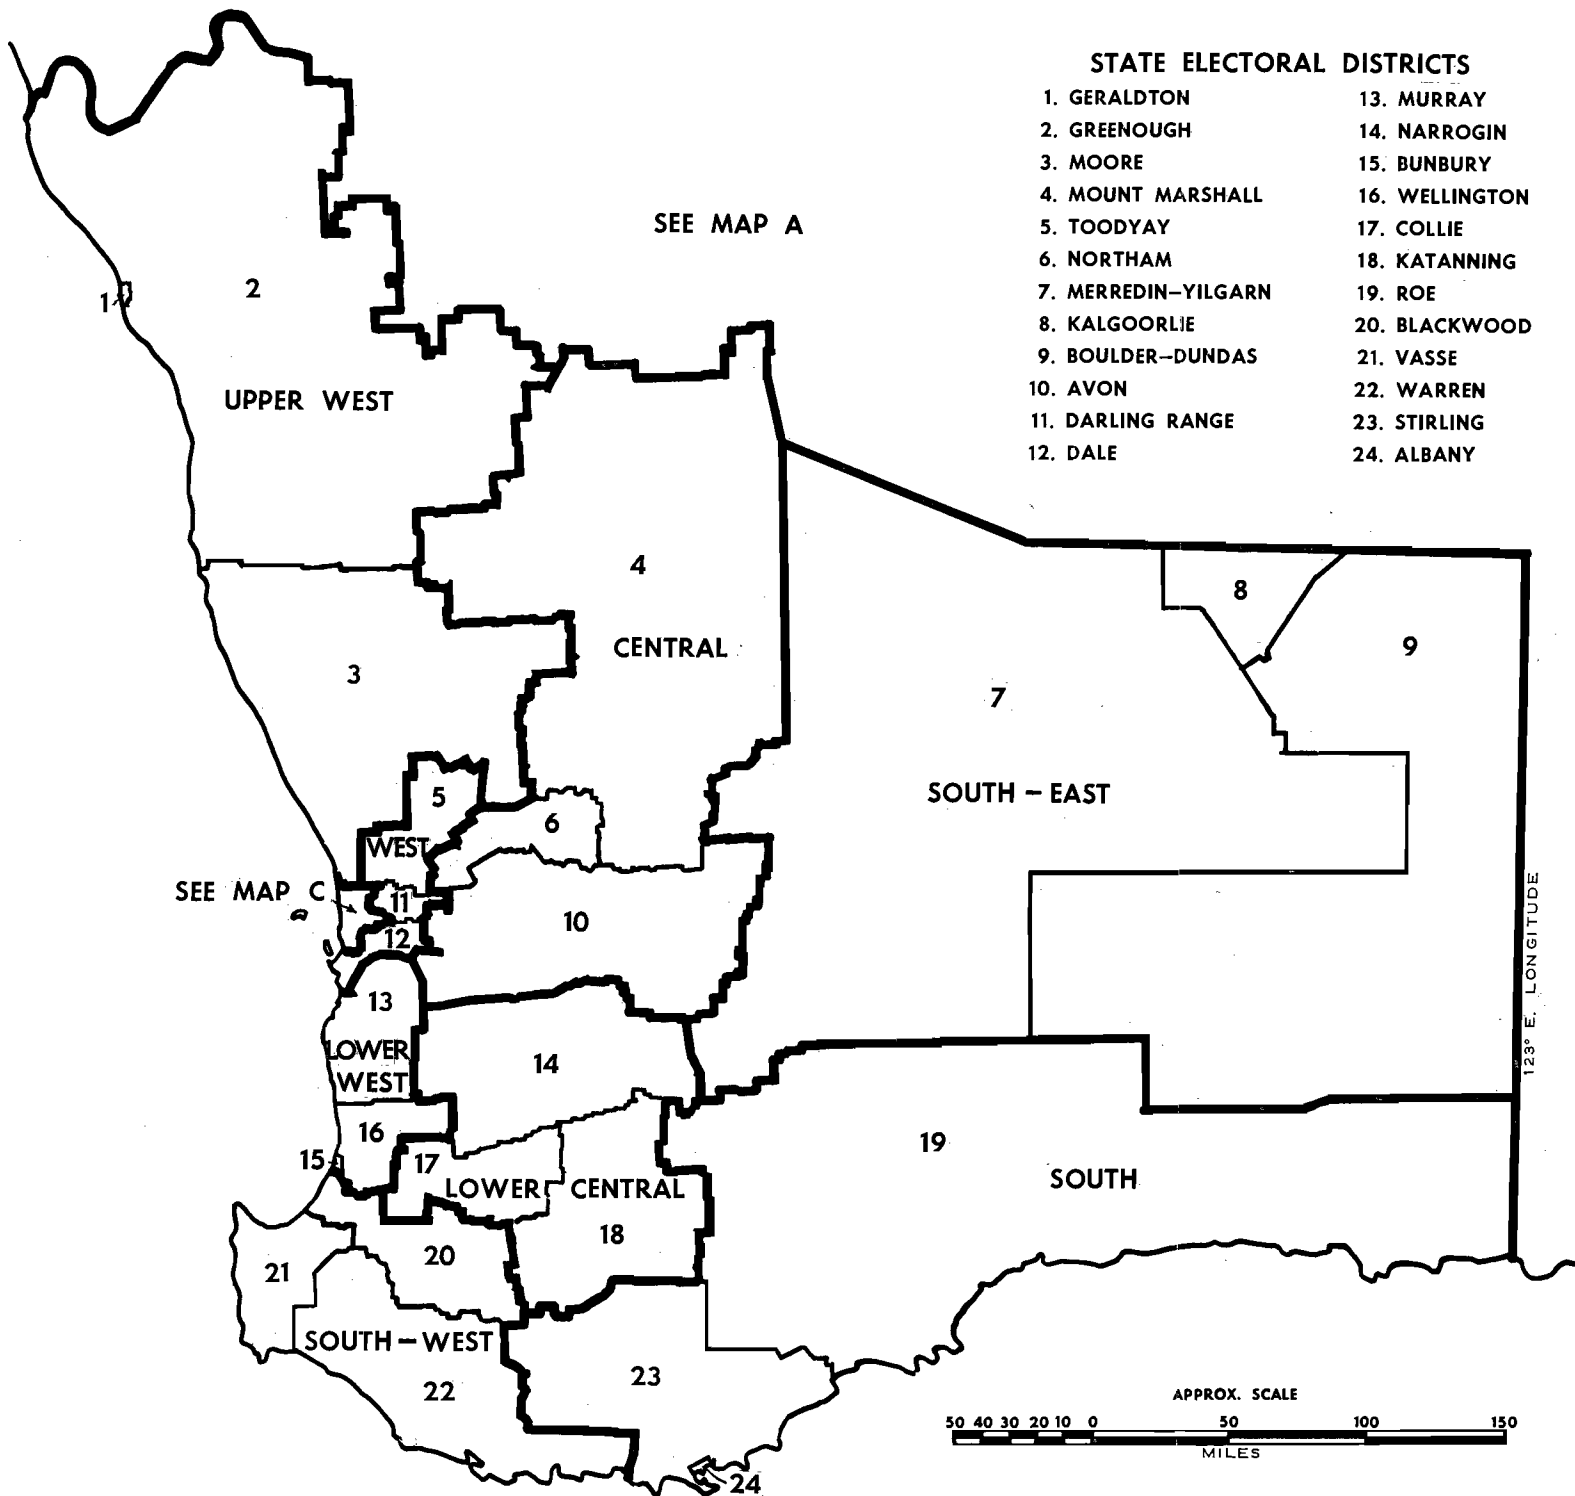 STATE ELECTORAL DISTRICTS
1. GERALDTON
2. GREENOUGH
3. MOORE
4. MOUNT MARSHALL
5. TOODYAY
6. NORTHAM
7. MERREDIN–YILGARN
8. KALGOORLIE
9. BOULDER–DUNDAS
10. AVON
11. DARLING RANGE
12. DALE
13. MURRAY
14. NARROGIN
15. BUNBURY
16. WELLINGTON
17. COLLIE
18. KATANNING
19. ROE
20. BLACKWOOD
21. VASSE
22. WARREN
23. STIRLING
24. ALBANY
SEE MAP A
1
2
UPPER WEST
4
8
CENTRAL
9
3
7
5
SOUTH – EAST
6
WEST
SEE MAP C
11
10
12
123° E. LONGITUDE
13
LOWER
WEST
14
16
19
15
17
LOWER
CENTRAL
SOUTH
18
20
21
SOUTH – WEST
23
22
24
APPROX. SCALE
50 40 30 20 10 0 50 100 150
MILES